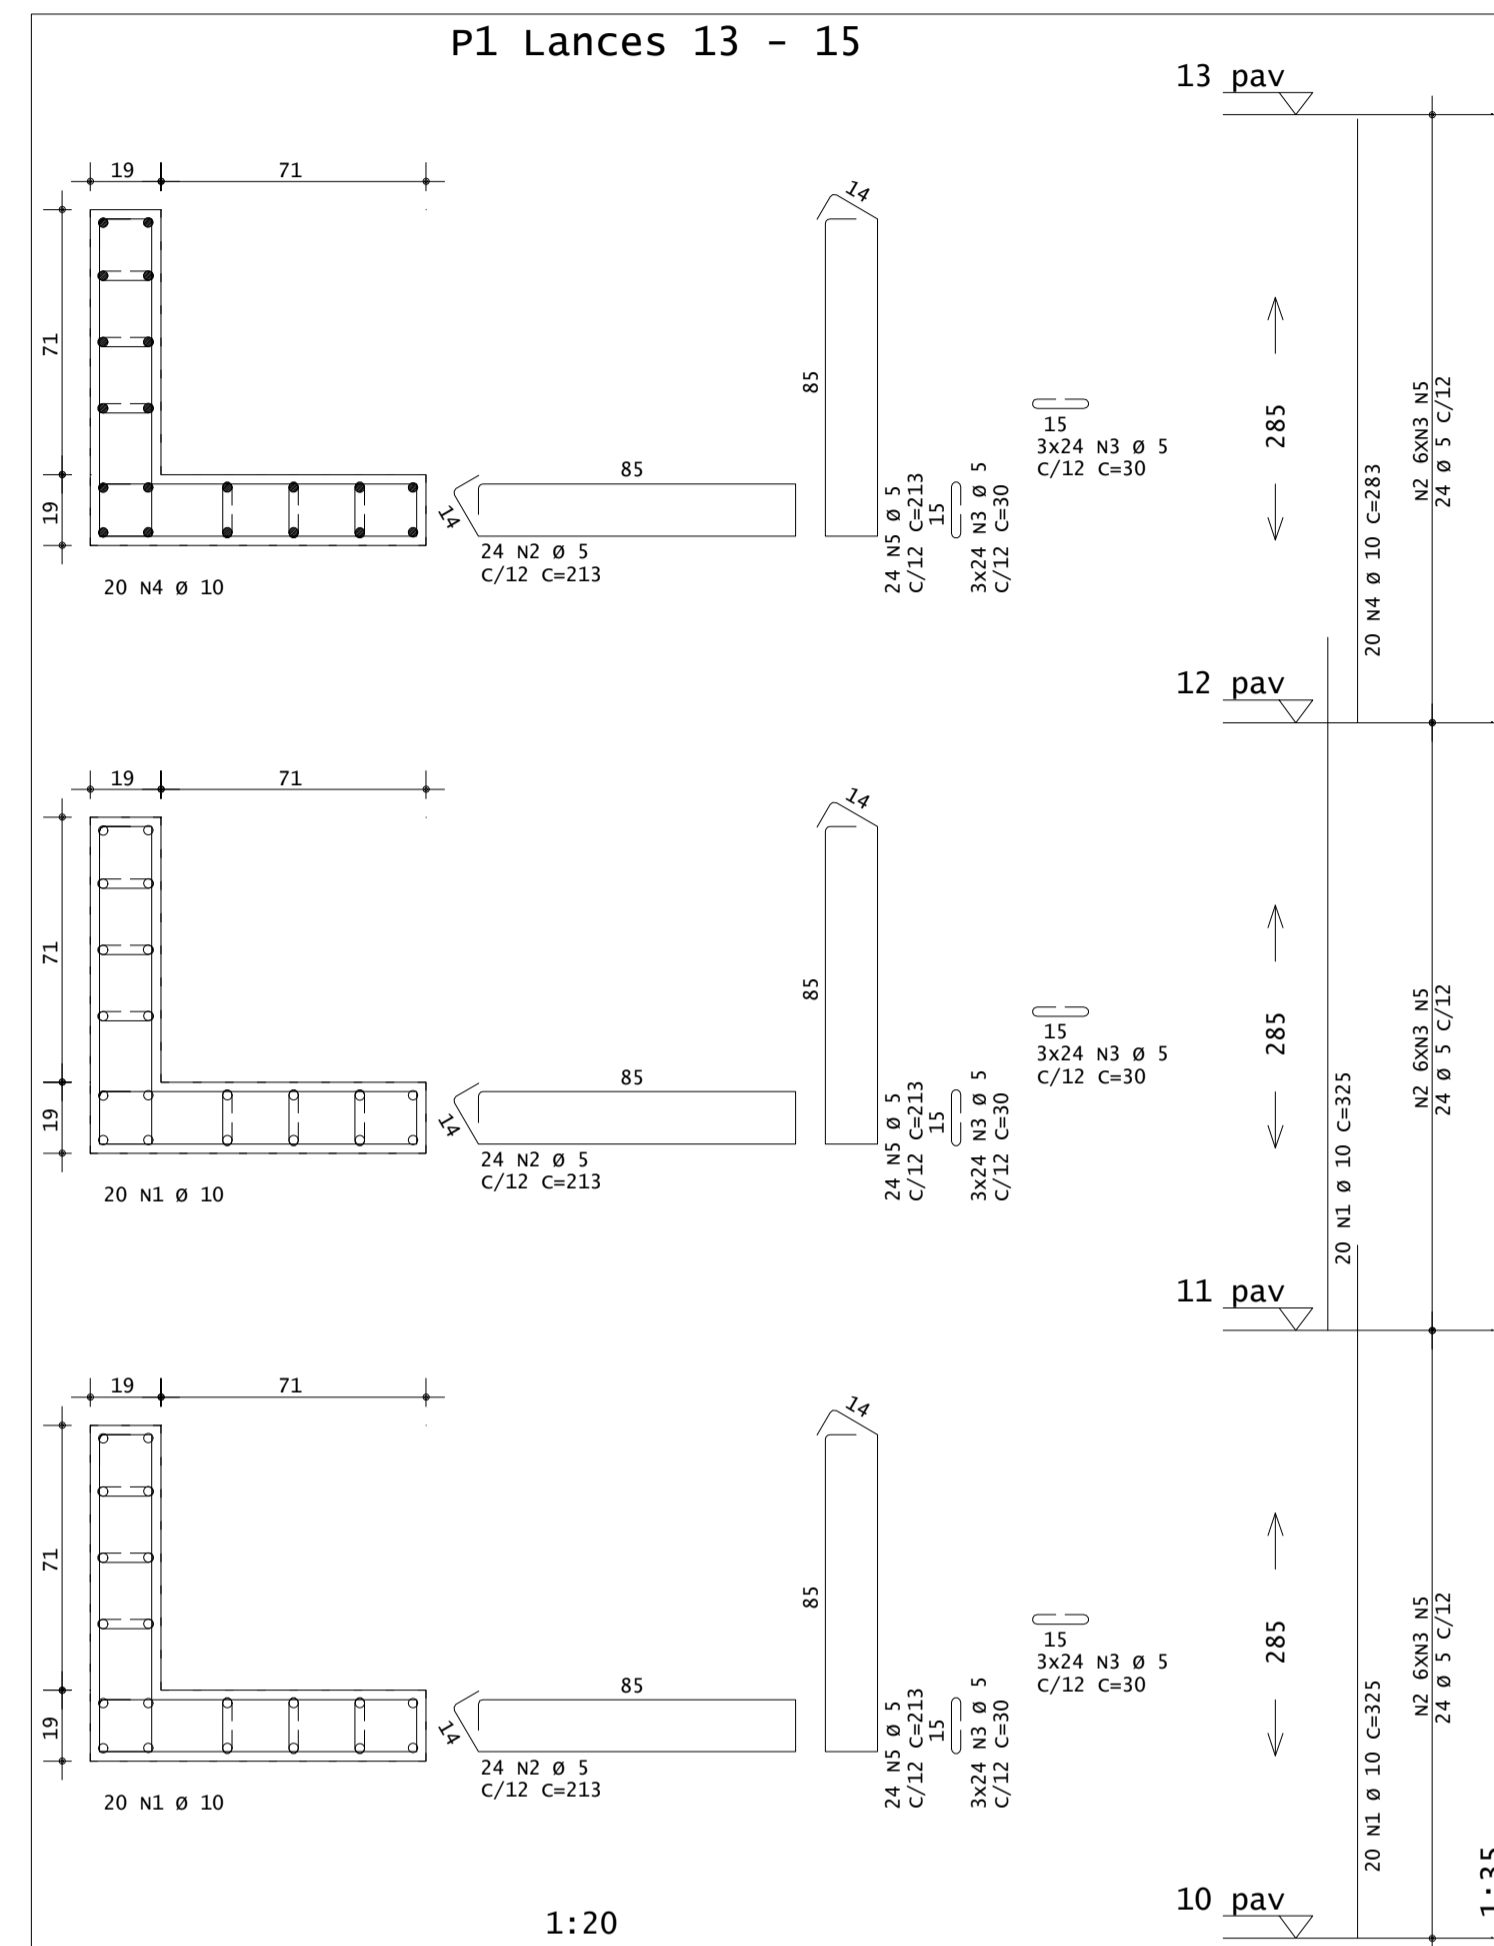 P1 Lances 13 - 15
13 pav
19
71
14
71
19
85
85
14
24 N2 Ø 5
C/12 C=213
24 N5 Ø 5
C/12 C=213
15
3x24 N3 Ø 5
C/12 C=30
15
3x24 N3 Ø 5
C/12 C=30
285
20 N4 Ø 10 C=283
N2 6xN3 N5
24 Ø 5 C/12
20 N4 Ø 10
12 pav
19
71
14
71
19
85
85
14
24 N2 Ø 5
C/12 C=213
24 N5 Ø 5
C/12 C=213
15
3x24 N3 Ø 5
C/12 C=30
15
3x24 N3 Ø 5
C/12 C=30
285
20 N1 Ø 10 C=325
N2 6xN3 N5
24 Ø 5 C/12
20 N1 Ø 10
11 pav
19
71
14
71
19
85
85
14
24 N2 Ø 5
C/12 C=213
24 N5 Ø 5
C/12 C=213
15
3x24 N3 Ø 5
C/12 C=30
15
3x24 N3 Ø 5
C/12 C=30
285
20 N1 Ø 10 C=325
N2 6xN3 N5
24 Ø 5 C/12
20 N1 Ø 10
10 pav
1:20
1:35